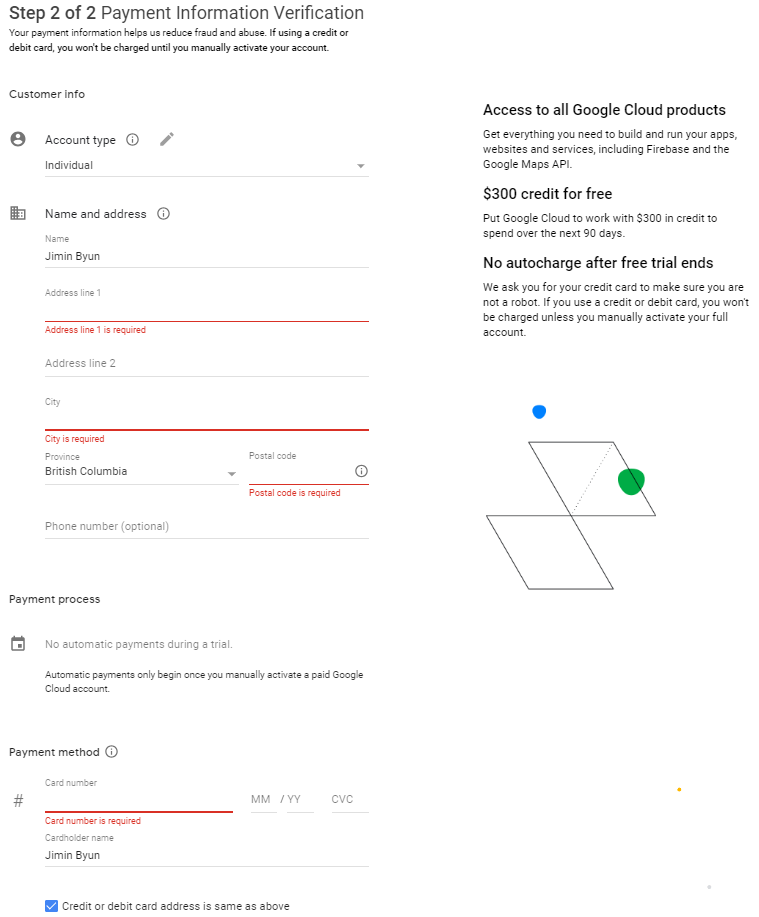 Step 2 of 2 Payment Information Verification
Your payment information helps us reduce fraud and abuse. If using a credit or
debit card, you won't be charged until you manually activate your account.
Customer info
Account type
Individual
Name and address
Name
Jimin Byun
Address line 1
Address line 1 is required
Address line 2
City
City is required
Province
Postal code
British Columbia
Postal code is required
Phone number (optional)
Payment process
No automatic payments during a trial.
Automatic payments only begin once you manually activate a paid Google
Cloud account.
Payment method
Card number
# MM / YY CVC
Card number is required
Cardholder name
Jimin Byun
Credit or debit card address is same as above
Access to all Google Cloud products
Get everything you need to build and run your apps,
websites and services, including Firebase and the
Google Maps API.
$300 credit for free
Put Google Cloud to work with $300 in credit to
spend over the next 90 days.
No autocharge after free trial ends
We ask you for your credit card to make sure you are
not a robot. If you use a credit or debit card, you won't
be charged unless you manually activate your full
account.